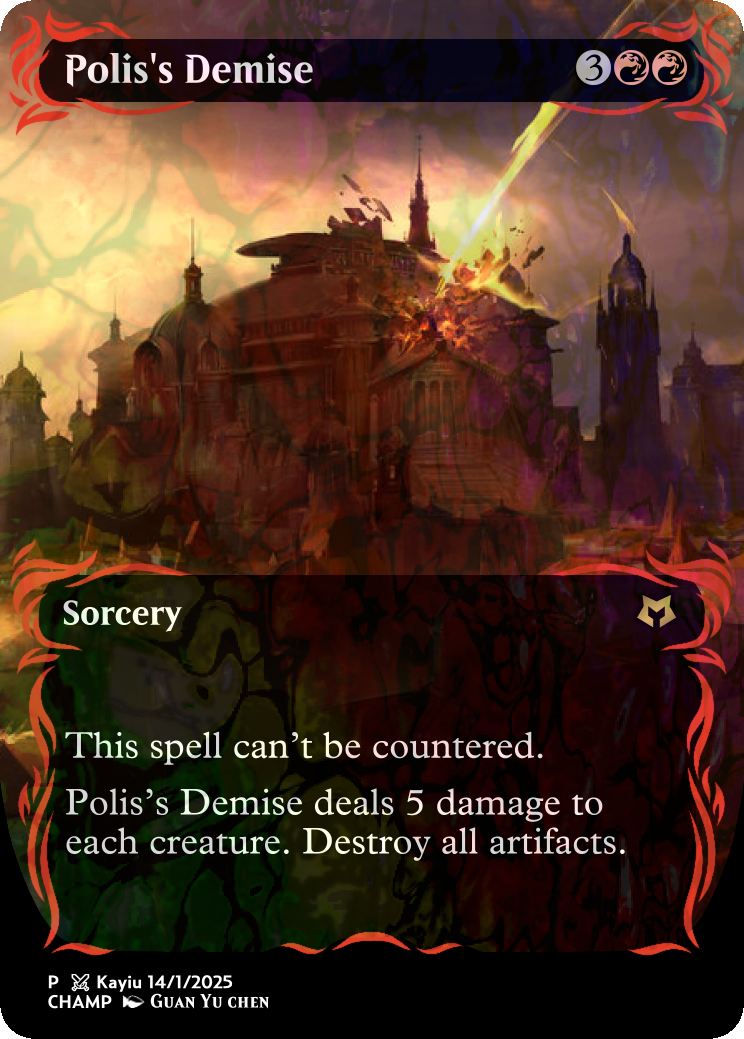 Polis's Demise 3
Sorcery
This spell can't be countered.
Polis's Demise deals 5 damage to
each creature. Destroy all artifacts.
P Kayiu 14/1/2025
CHAMP Guan Yu chen